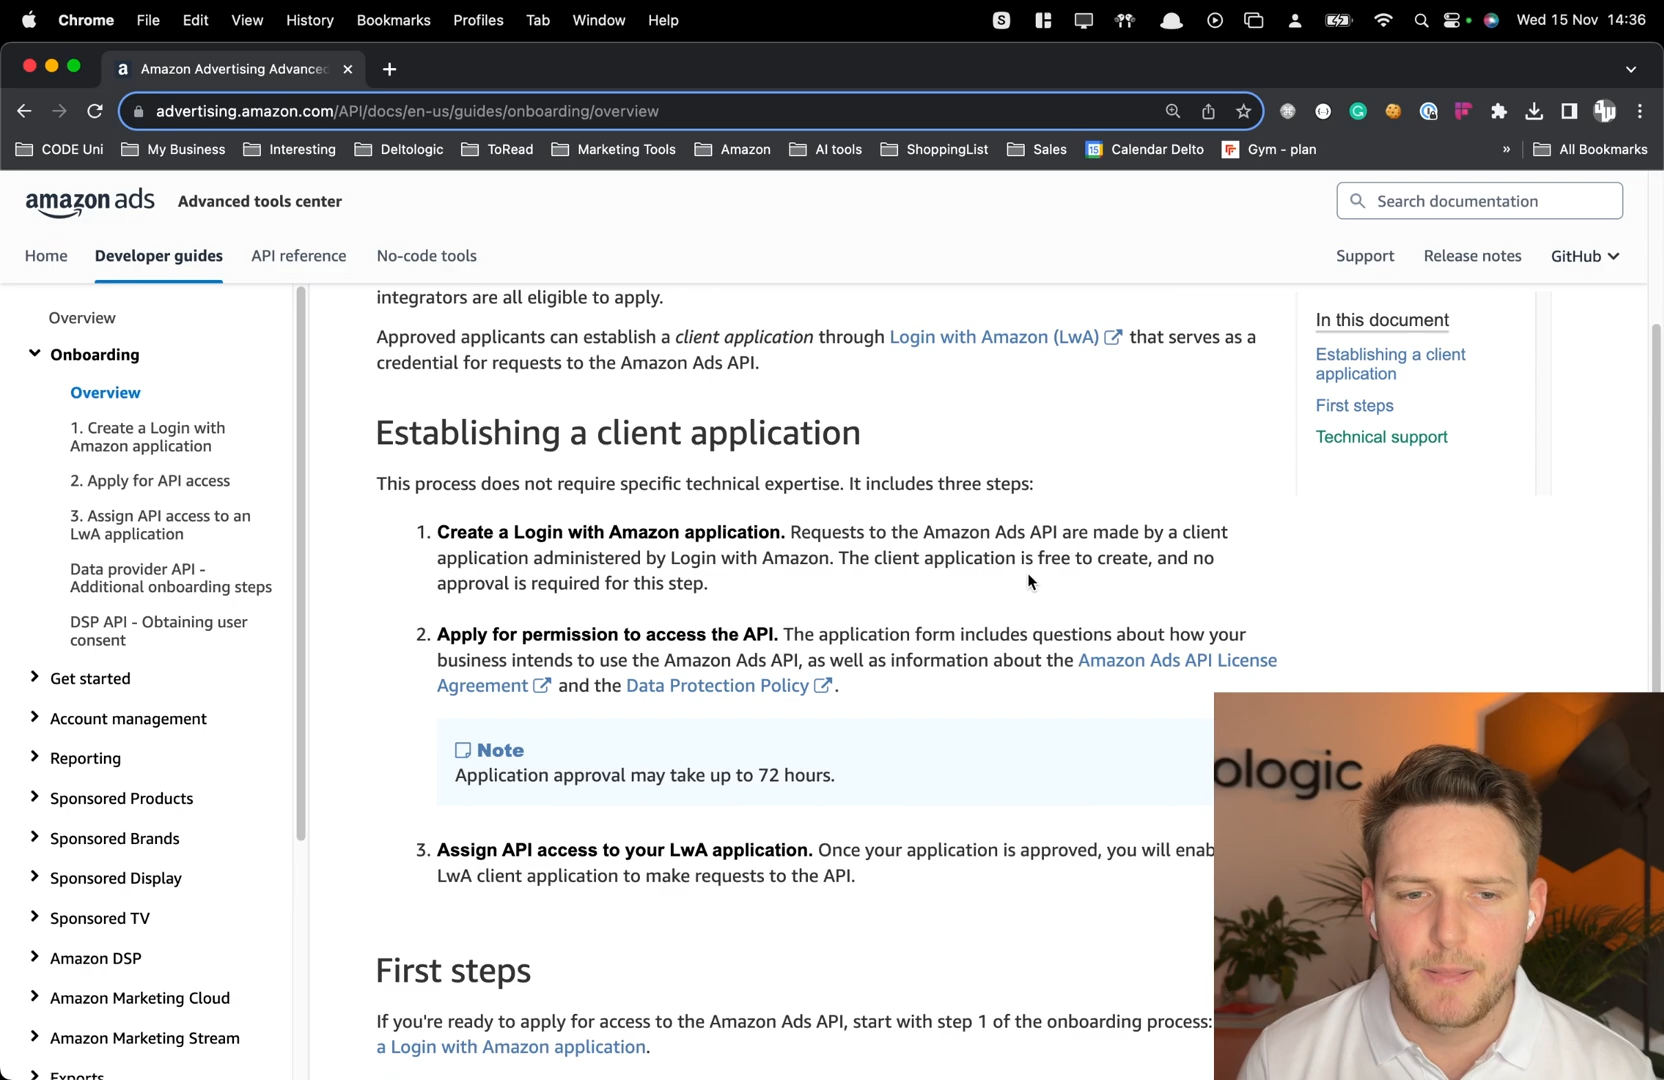 Chrome File Edit View History Bookmarks Profiles Tab Window Help Wed 15 Nov 14:36
Amazon Advertising Advanced
advertising.amazon.com/API/docs/en-us/guides/onboarding/overview
CODE Uni My Business Interesting Deltologic ToRead Marketing Tools Amazon AI tools ShoppingList Sales 15 Calendar Delto Gym - plan » All Bookmarks
amazon ads Advanced tools center Search documentation
Home Developer guides API reference No-code tools Support Release notes GitHub
Overview
Onboarding
Overview
1. Create a Login with
Amazon application
2. Apply for API access
3. Assign API access to an
LwA application
Data provider API -
Additional onboarding steps
DSP API - Obtaining user
consent
Get started
Account management
Reporting
Sponsored Products
Sponsored Brands
Sponsored Display
Sponsored TV
Amazon DSP
Amazon Marketing Cloud
Amazon Marketing Stream
Exports
integrators are all eligible to apply.
Approved applicants can establish a client application through Login with Amazon (LwA) that serves as a
credential for requests to the Amazon Ads API.
Establishing a client application
This process does not require specific technical expertise. It includes three steps:
1. Create a Login with Amazon application. Requests to the Amazon Ads API are made by a client
application administered by Login with Amazon. The client application is free to create, and no
approval is required for this step.
2. Apply for permission to access the API. The application form includes questions about how your
business intends to use the Amazon Ads API, as well as information about the Amazon Ads API License
Agreement and the Data Protection Policy.
Note
Application approval may take up to 72 hours.
3. Assign API access to your LwA application. Once your application is approved, you will enab
LwA client application to make requests to the API.
First steps
If you're ready to apply for access to the Amazon Ads API, start with step 1 of the onboarding process:
a Login with Amazon application.
In this document
Establishing a client
application
First steps
Technical support
ologic